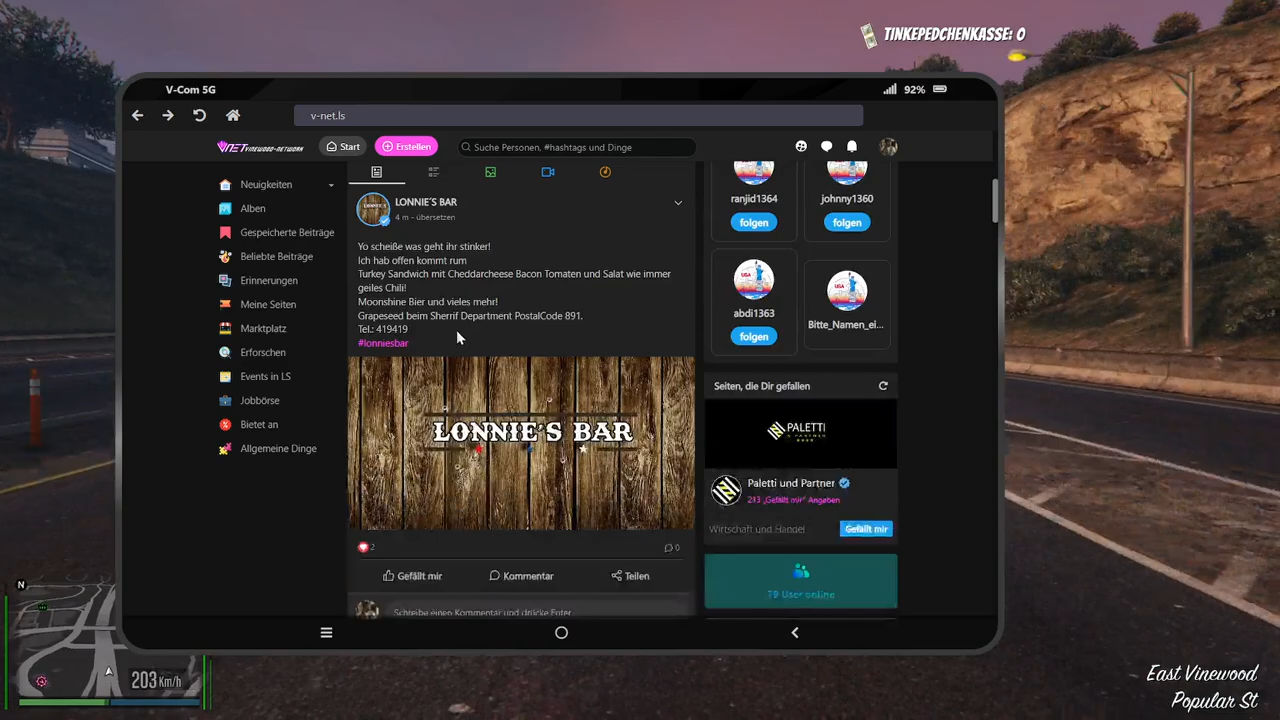 TINKEPEDCHENKASSE: 0
V-Com 5G
92%
v-net.ls
VNET VINEWOOD-NETWORK
Start
Erstellen
Suche Personen, #hashtags und Dinge
Neuigkeiten
Alben
Gespeicherte Beiträge
Beliebte Beiträge
Erinnerungen
Meine Seiten
Marktplatz
Erforschen
Events in LS
Jobbörse
Bietet an
Allgemeine Dinge
LONNIE´S BAR
4 m - übersetzen
Yo scheiße was geht ihr stinker!
Ich hab offen kommt rum
Turkey Sandwich mit Cheddarcheese Bacon Tomaten und Salat wie immer
geiles Chili!
Moonshine Bier und vieles mehr!
Grapeseed beim Sherrif Department PostalCode 891.
Tel.: 419419
#lonniesbar
LONNIE´S BAR
2
0
Gefällt mir
Kommentar
Teilen
Schreibe einen Kommentar und drücke Enter
ranjid1364
folgen
johnny1360
folgen
USA
abdi1363
folgen
USA
Bitte_Namen_ei...
Seiten, die Dir gefallen
PALETTI
Paletti und Partner
213 „Gefällt mir“ Angaben
Wirtschaft und Handel
Gefällt mir
79 User online
N
203 Km/h
East Vinewood
Popular St